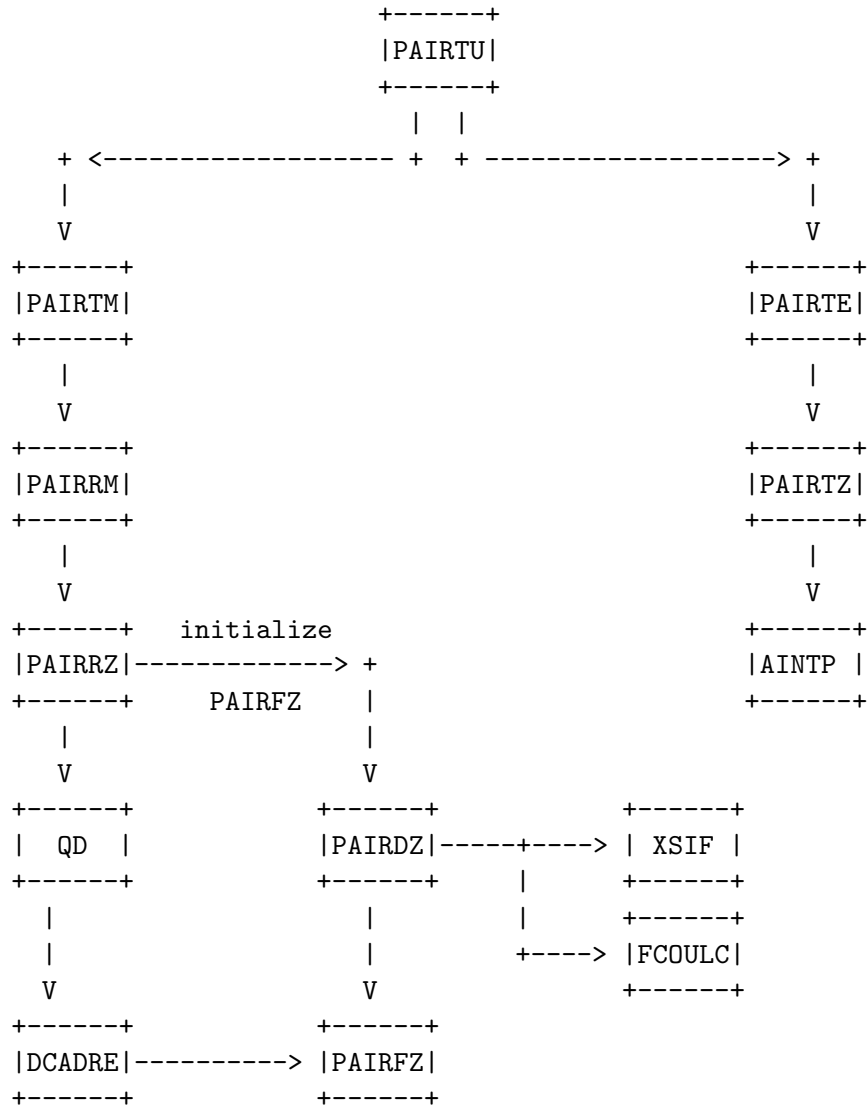 PAIRTU
PAIRTM PAIRTE
PAIRRM PAIRTZ
initialize
PAIRRZ AINTP
PAIRFZ
QD PAIRDZ XSIF
FCOULC
DCADRE PAIRFZ